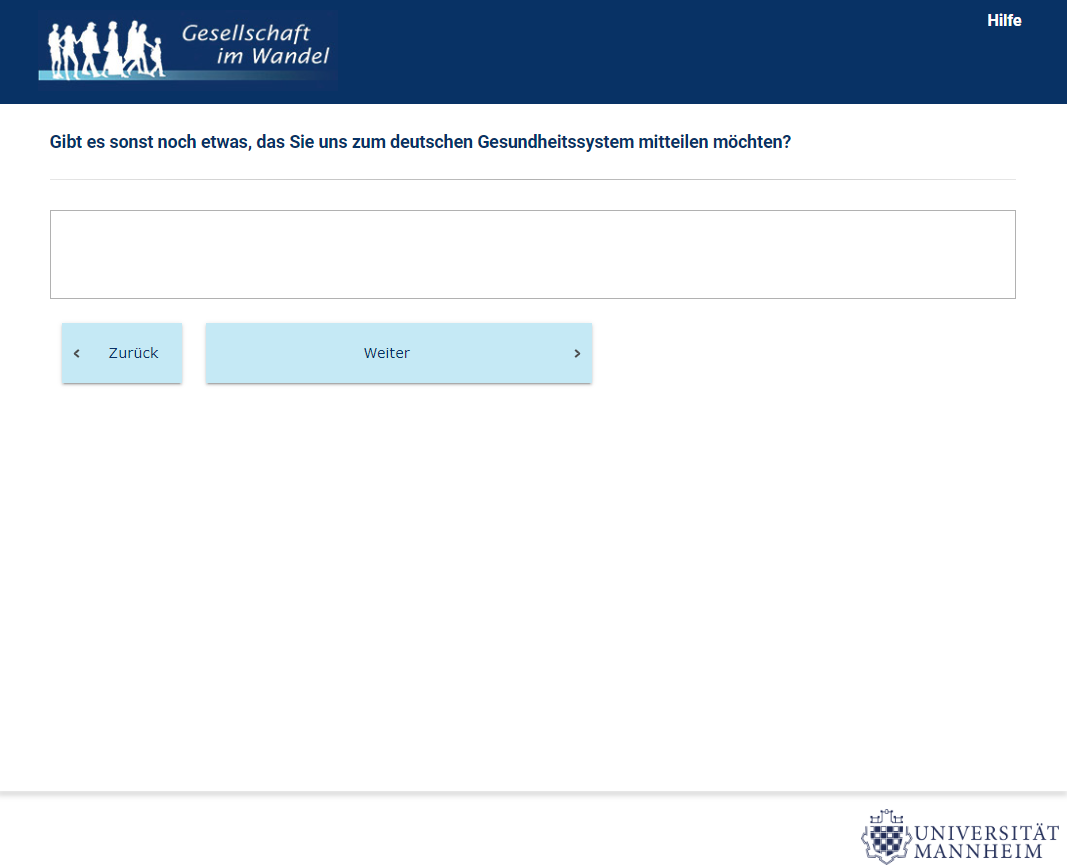 Gesellschaft
im Wandel
Hilfe
Gibt es sonst noch etwas, das Sie uns zum deutschen Gesundheitssystem mitteilen möchten?
Zurück
Weiter
UNIVERSITÄT
MANNHEIM